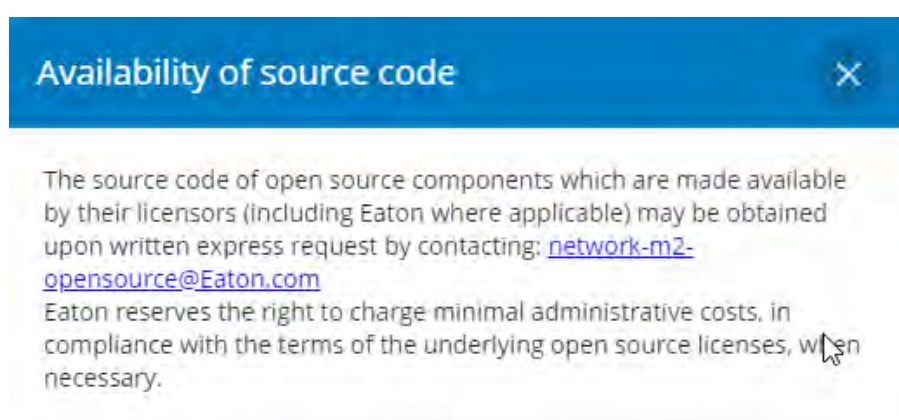 Availability of source code
The source code of open source components which are made available
by their licensors (including Eaton where applicable) may be obtained
upon written express request by contacting: network-m2-
opensource@Eaton.com
Eaton reserves the right to charge minimal administrative costs, in
compliance with the terms of the underlying open source licenses, when
necessary.